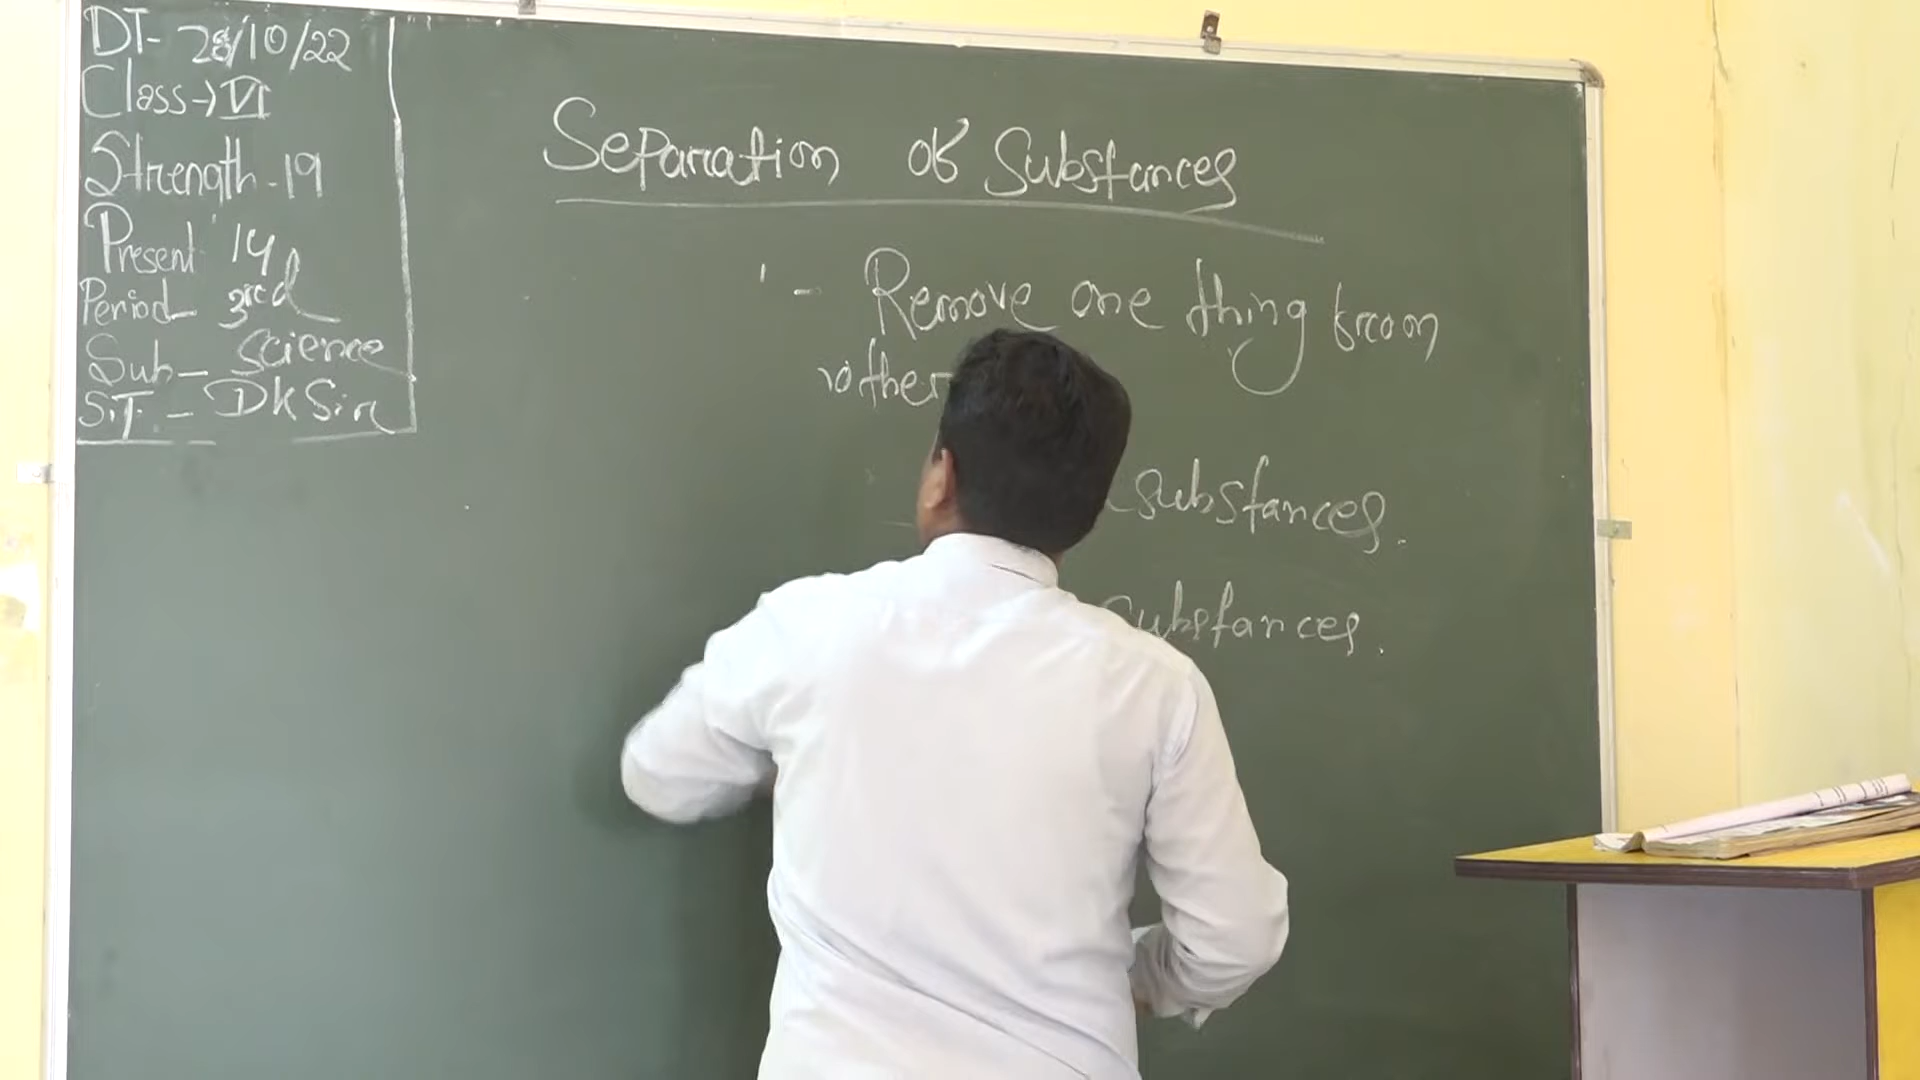 DT- 28/10/22
Class→VI
Strength-19
Present 14
Period- 3rd
Sub- Science
S.T. - DK Sir
Separation of Substances
- Remove one thing from
other
substances.
substances.